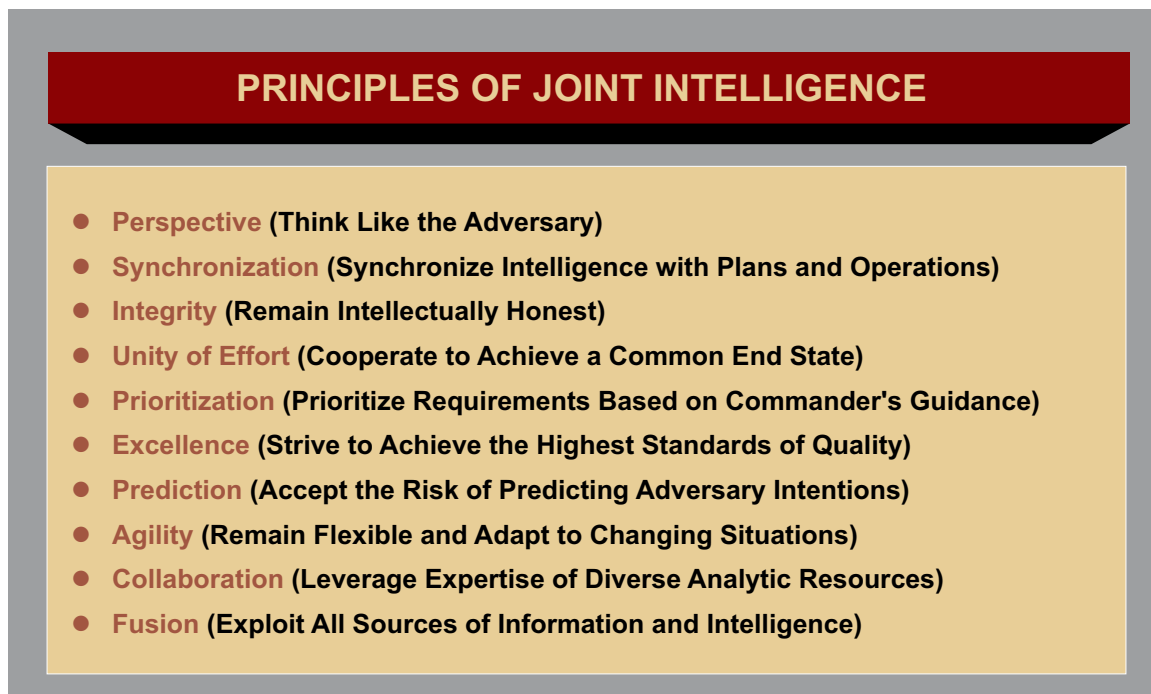 PRINCIPLES OF JOINT INTELLIGENCE
● Perspective (Think Like the Adversary)
● Synchronization (Synchronize Intelligence with Plans and Operations)
● Integrity (Remain Intellectually Honest)
● Unity of Effort (Cooperate to Achieve a Common End State)
● Prioritization (Prioritize Requirements Based on Commander's Guidance)
● Excellence (Strive to Achieve the Highest Standards of Quality)
● Prediction (Accept the Risk of Predicting Adversary Intentions)
● Agility (Remain Flexible and Adapt to Changing Situations)
● Collaboration (Leverage Expertise of Diverse Analytic Resources)
● Fusion (Exploit All Sources of Information and Intelligence)